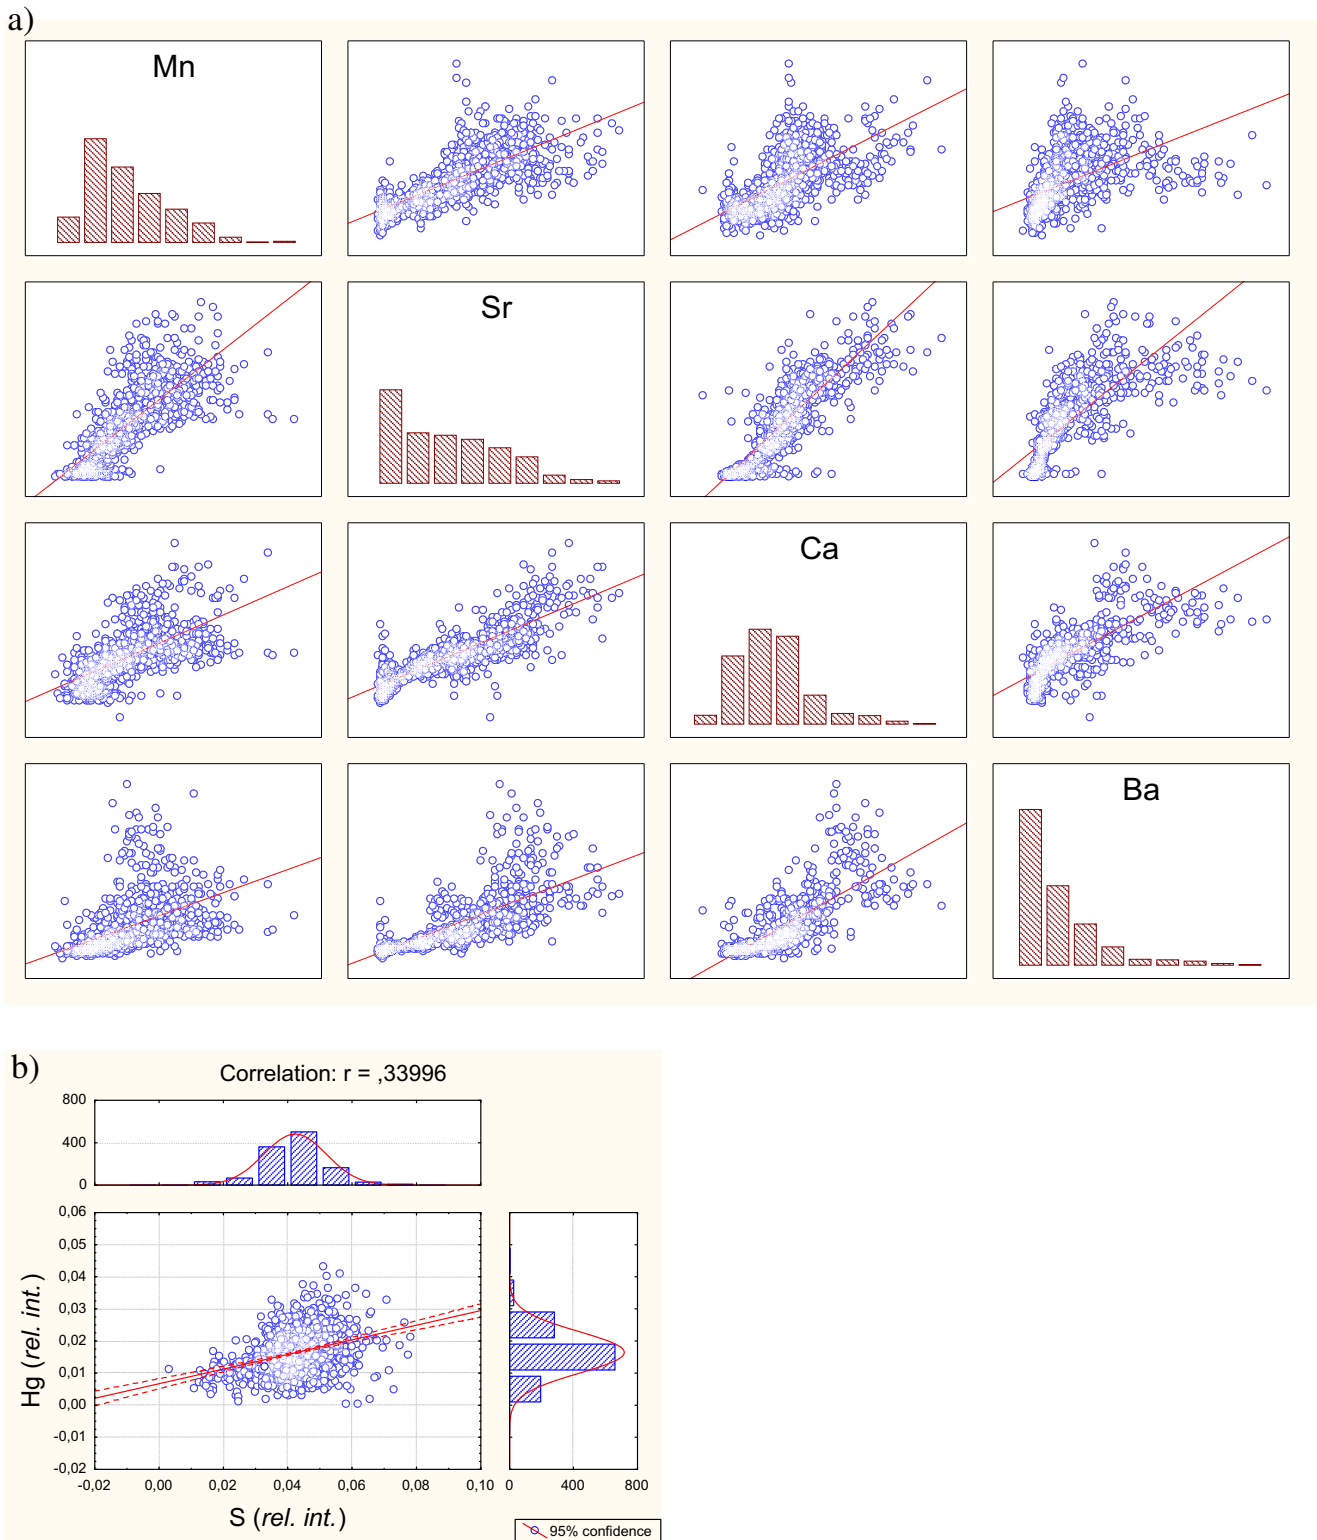 a)
Mn
Sr
Ca
Ba
b)
Correlation: r = ,33996
800
400
0
0,06
0,05
0,04
0,03
0,02
0,01
0,00
-0,01
-0,02
Hg (rel. int.)
-0,02 0,00 0,02 0,04 0,06 0,08 0,10
0 400 800
S (rel. int.)
95% confidence